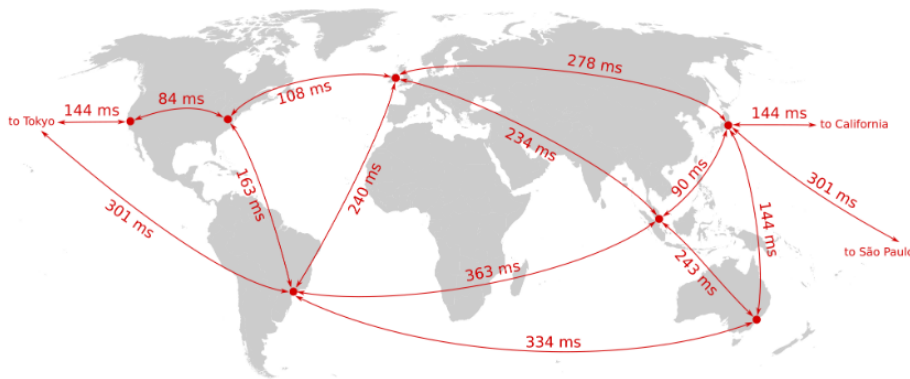 278 ms
108 ms
84 ms
144 ms
to Tokyo
144 ms
to California
234 ms
90 ms
163 ms
240 ms
301 ms
301 ms
144 ms
to São Paulo
363 ms
243 ms
334 ms